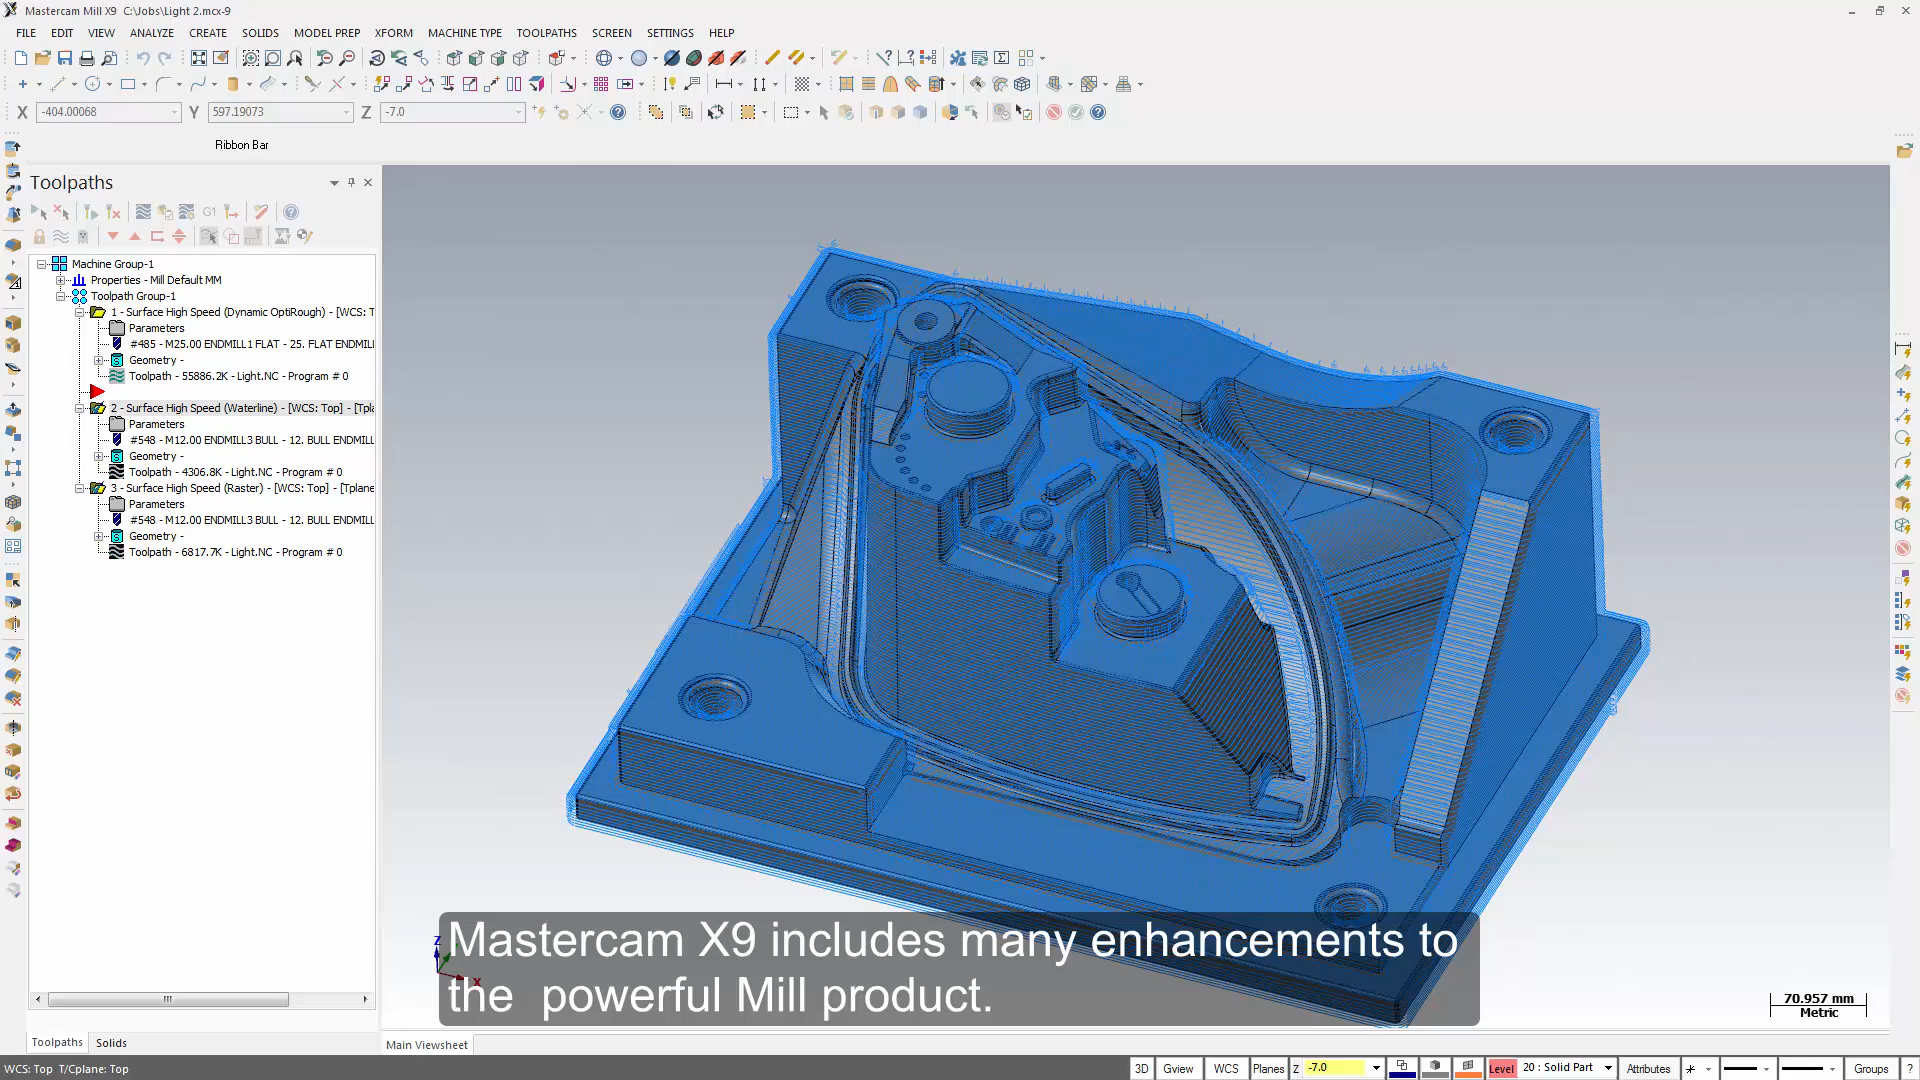 Mastercam Mill X9 C:\Jobs\Light 2.mcx-9
FILE EDIT VIEW ANALYZE CREATE SOLIDS MODEL PREP XFORM MACHINE TYPE TOOLPATHS SCREEN SETTINGS HELP
X -404.00068 Y 597.19073 Z -7.0
Ribbon Bar
Toolpaths
G1
Machine Group-1
Properties - Mill Default MM
Toolpath Group-1
1 - Surface High Speed (Dynamic OptiRough) - [WCS: T
Parameters
#485 - M25.00 ENDMILL1 FLAT - 25. FLAT ENDMIL
Geometry -
Toolpath - 55886.2K - Light.NC - Program # 0
2 - Surface High Speed (Waterline) - [WCS: Top] - [Tpla
Parameters
#548 - M12.00 ENDMILL3 BULL - 12. BULL ENDMILL
Geometry -
Toolpath - 4306.8K - Light.NC - Program # 0
3 - Surface High Speed (Raster) - [WCS: Top] - [Tplane
Parameters
#548 - M12.00 ENDMILL3 BULL - 12. BULL ENDMILL
Geometry -
Toolpath - 6817.7K - Light.NC - Program # 0
Z
X
Mastercam X9 includes many enhancements to
the powerful Mill product.
70.957 mm
Metric
Toolpaths Solids
Main Viewsheet
WCS: Top T/Cplane: Top
3D Gview WCS Planes Z -7.0 Level 20 : Solid Part Attributes Groups ?